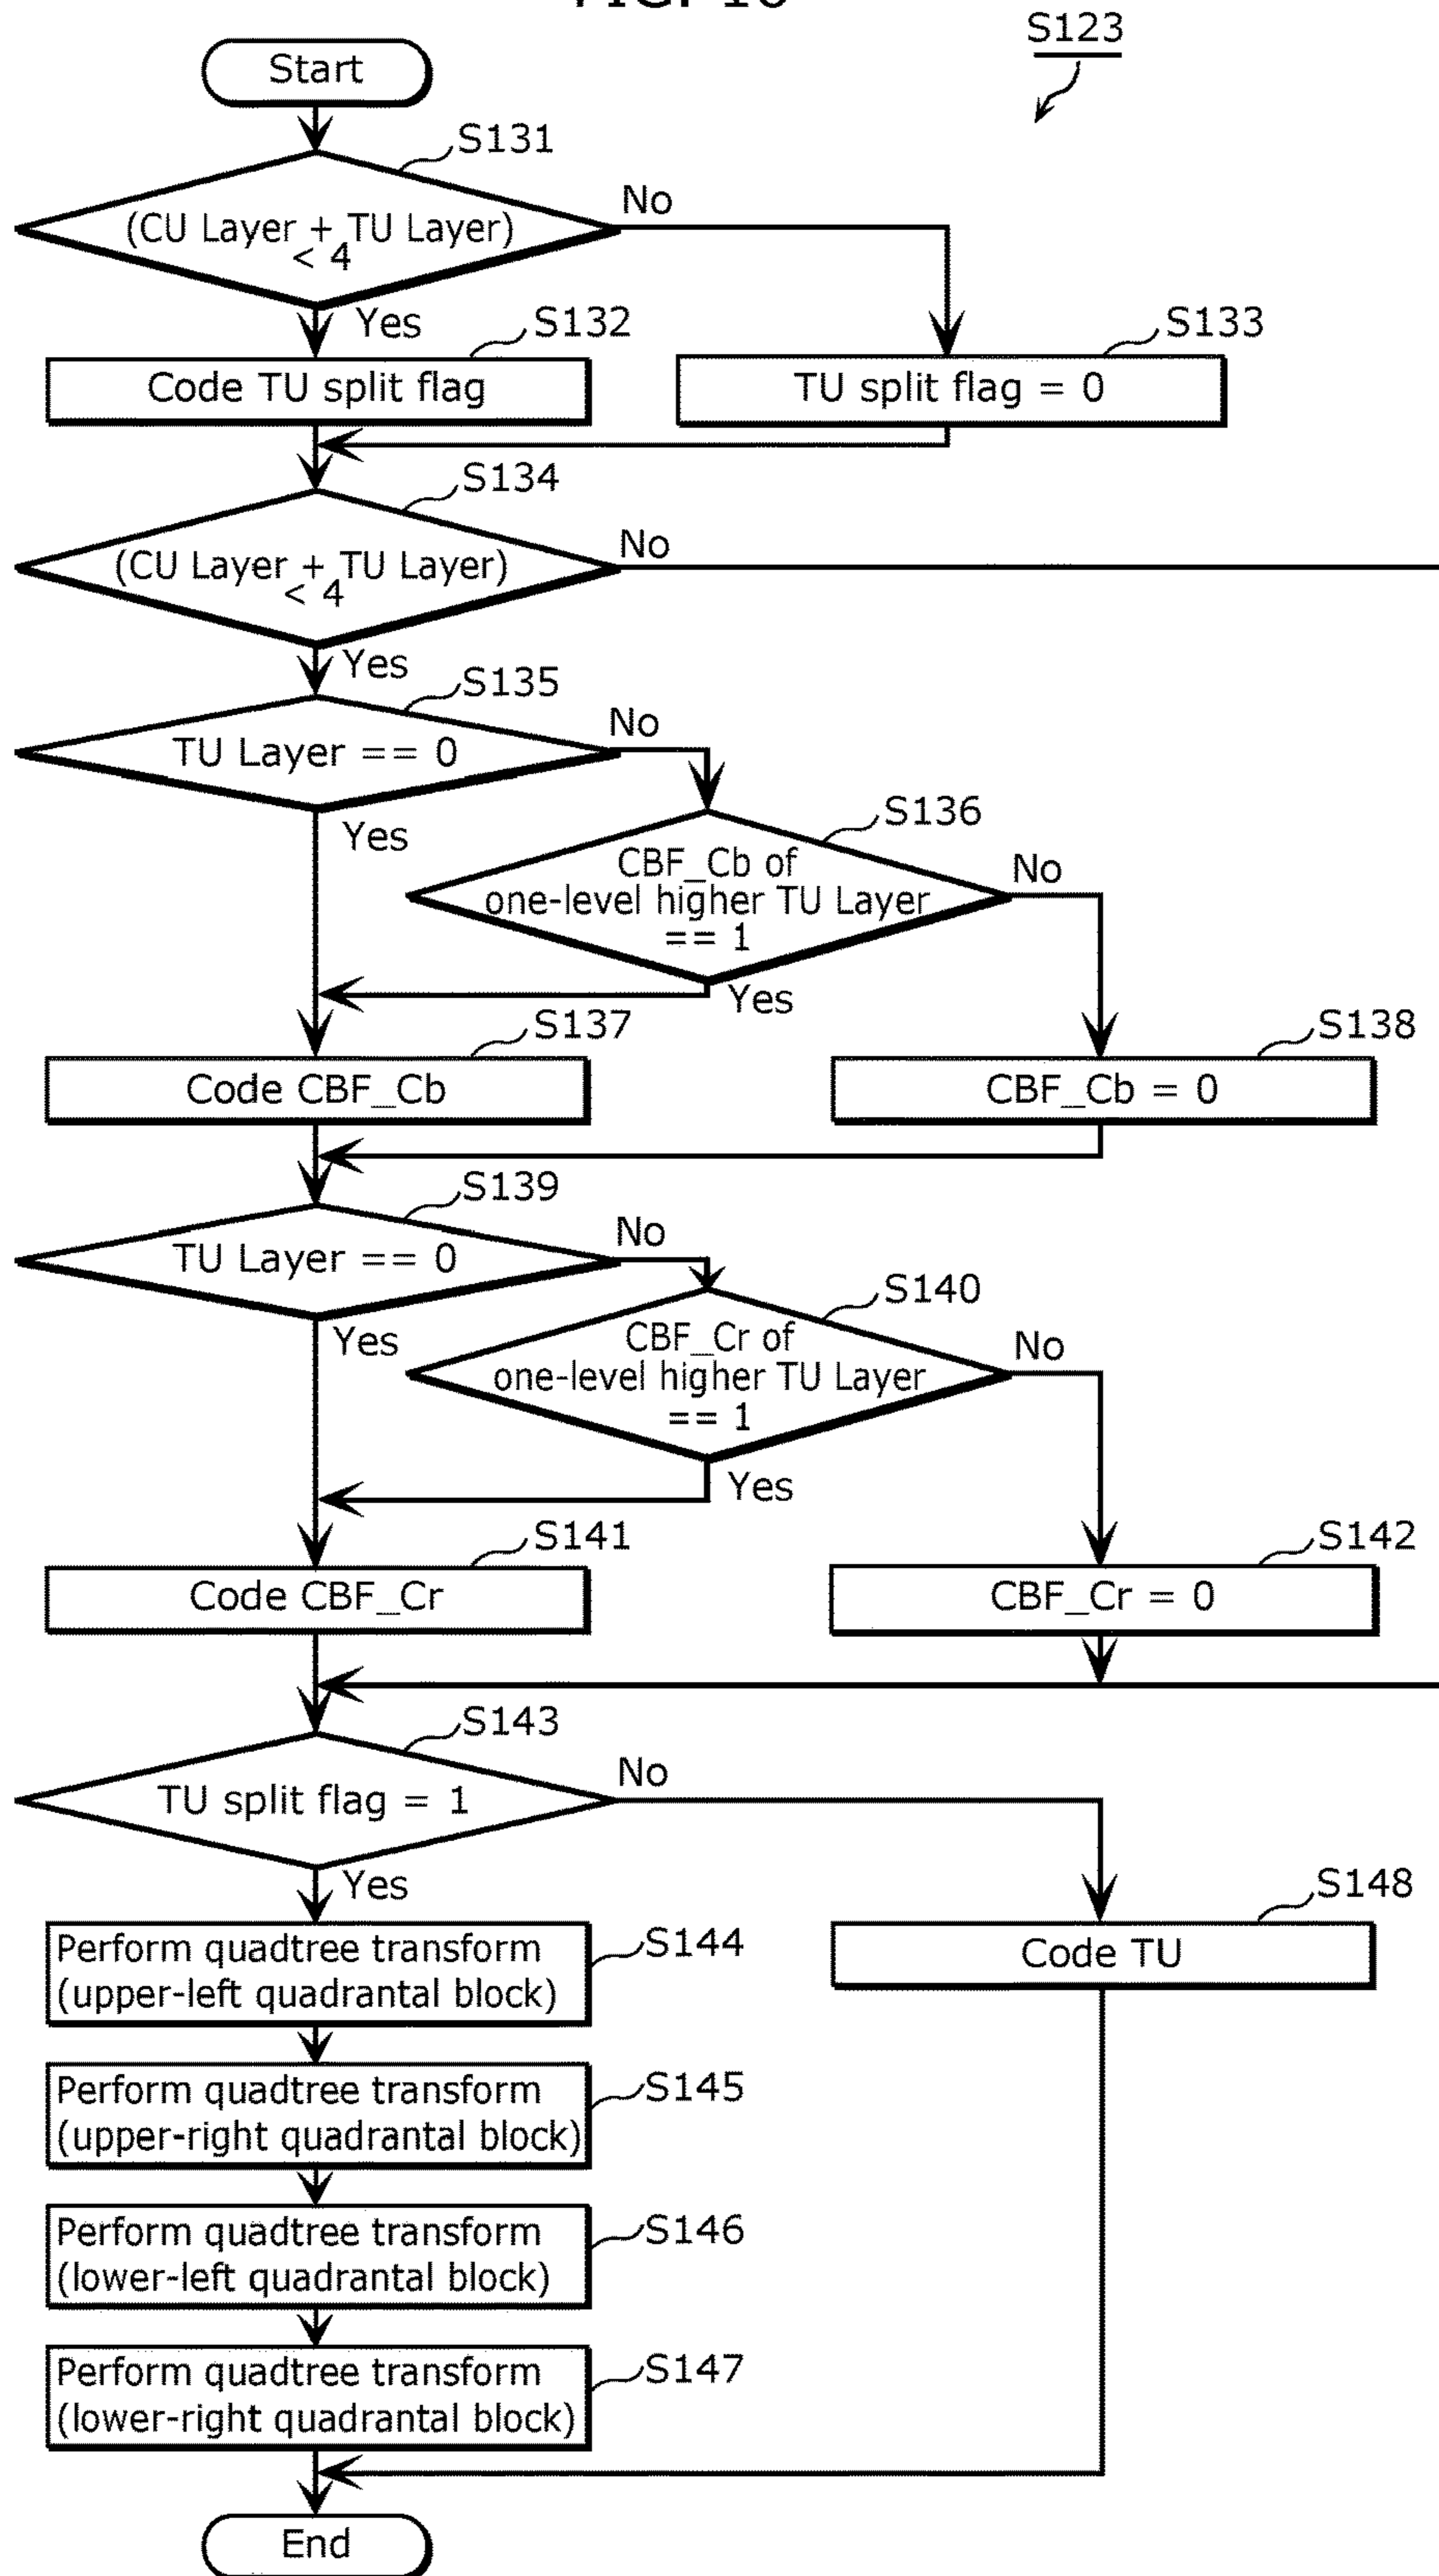 FIG. 16
S123
Start
S131
(CU Layer + TU Layer)
< 4
No
Yes
S132
Code TU split flag
S133
TU split flag = 0
S134
(CU Layer + TU Layer)
< 4
No
Yes
S135
TU Layer == 0
No
Yes
S136
CBF_Cb of
one-level higher TU Layer
== 1
No
Yes
S137
Code CBF_Cb
S138
CBF_Cb = 0
S139
TU Layer == 0
No
Yes
S140
CBF_Cr of
one-level higher TU Layer
== 1
No
Yes
S141
Code CBF_Cr
S142
CBF_Cr = 0
S143
TU split flag = 1
No
Yes
S144
Perform quadtree transform
(upper-left quadrantal block)
S148
Code TU
S145
Perform quadtree transform
(upper-right quadrantal block)
S146
Perform quadtree transform
(lower-left quadrantal block)
S147
Perform quadtree transform
(lower-right quadrantal block)
End